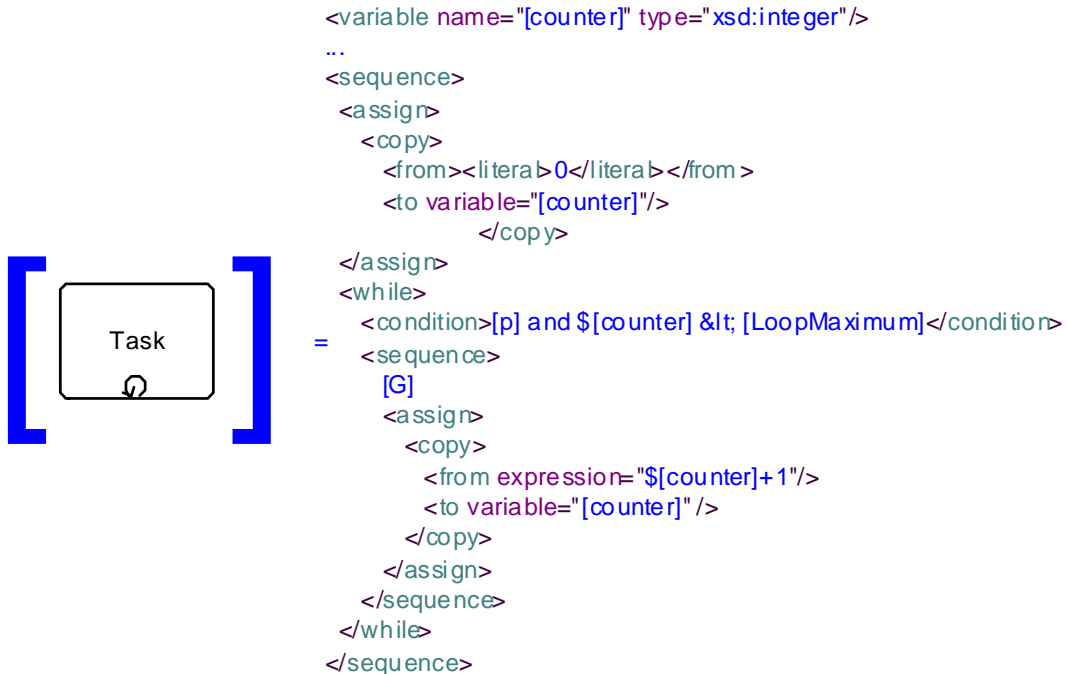 <variable name="[counter]" type="xsd:integer"/>
...
<sequence>
<assign>
<copy>
<from><literal>0</literal></from>
<to variable="[counter]"/>
</copy>
</assign>
<while>
<condition>[p] and $[counter] &lt; [LoopMaximum]</condition>
Task
=
<sequence>
[G]
<assign>
<copy>
<from expression="$[counter]+1"/>
<to variable="[counter]" />
</copy>
</assign>
</sequence>
</while>
</sequence>